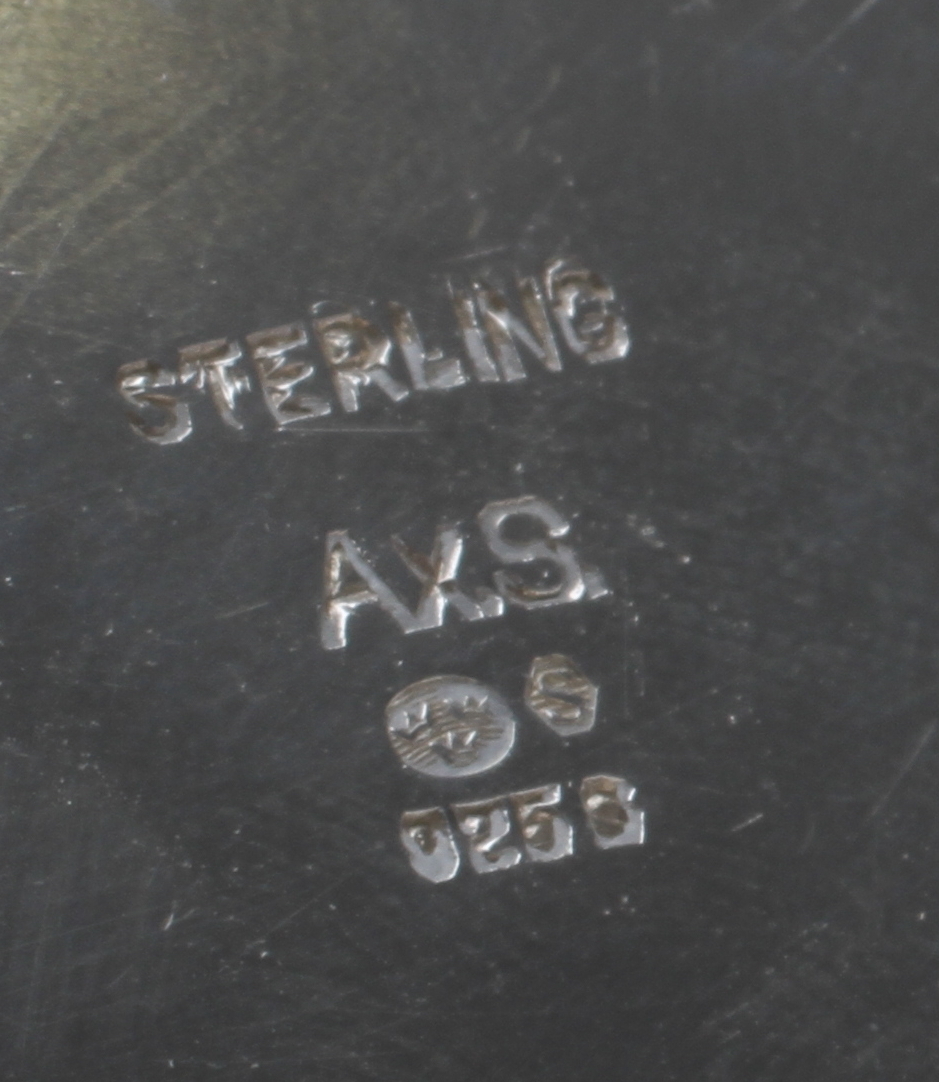 STERLING
A.X.S.
S
925 S